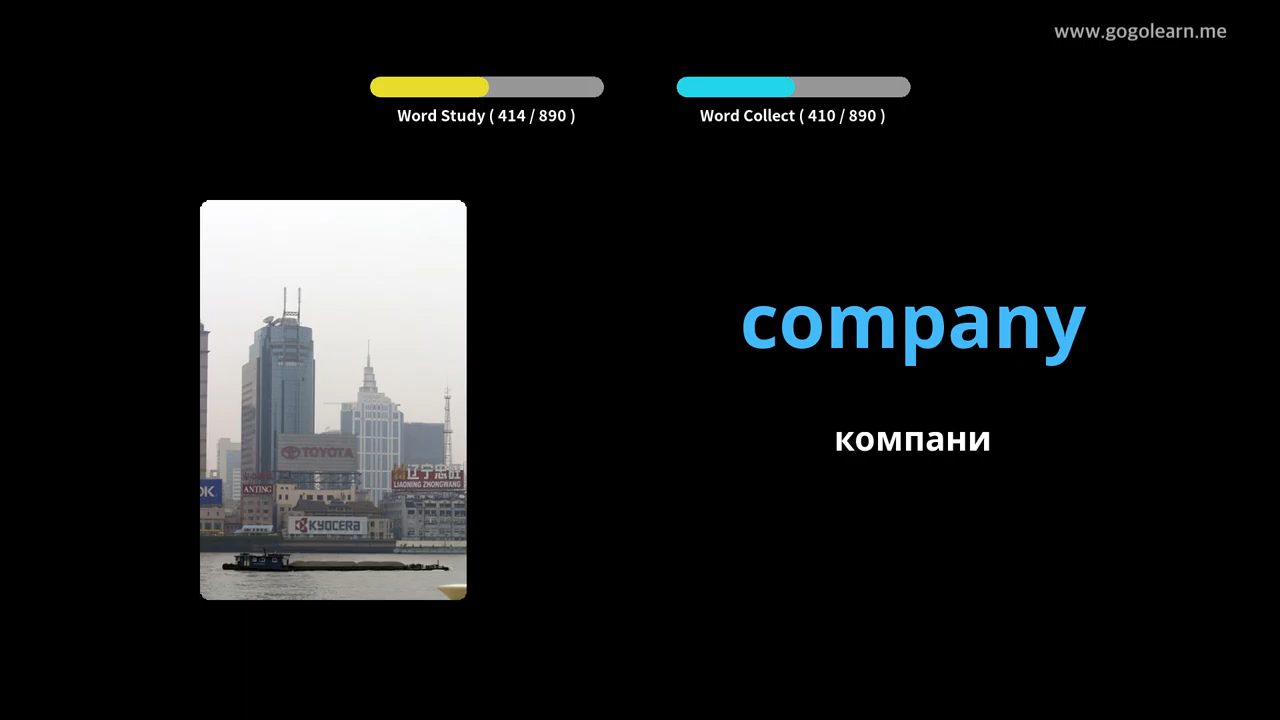 www.gogolearn.me
Word Study ( 414 / 890 )
Word Collect ( 410 / 890 )
company
компани
TOYOTA
辽宁忠旺
LIAONING ZHONGWANG
ANTING
KYOCERA